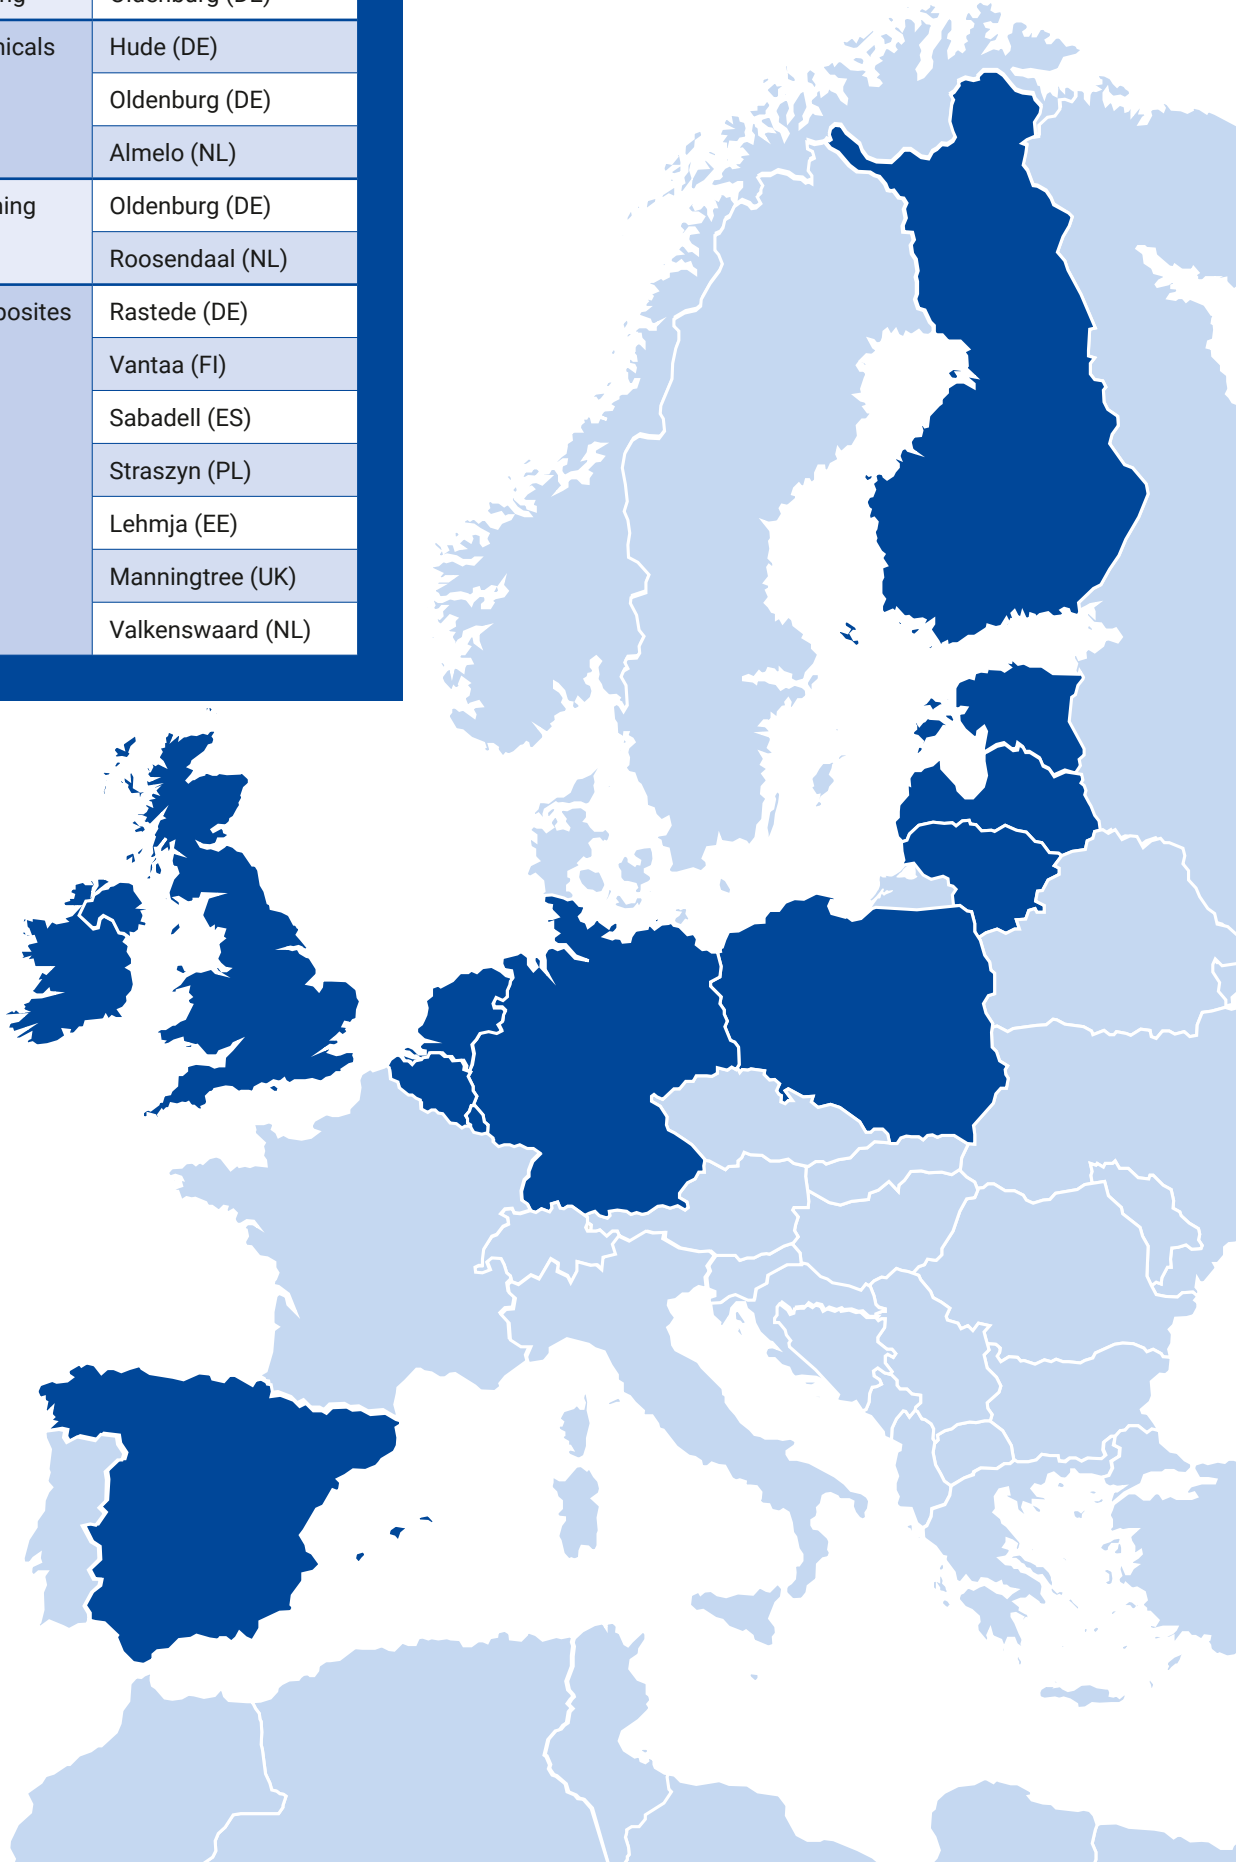 Hude (DE)
nicals
Oldenburg (DE)
Almelo (NL)
Oldenburg (DE)
Roosendaal (NL)
Rastede (DE)
Vantaa (FI)
Sabadell (ES)
Straszyn (PL)
Lehmja (EE)
Manningtree (UK)
Valkenswaard (NL)